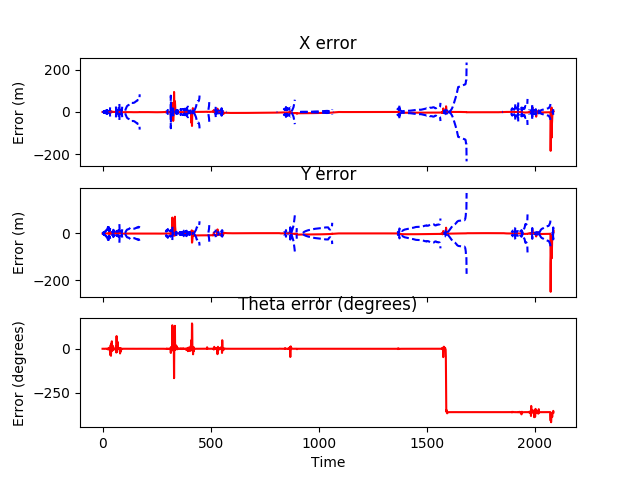 X error
200
0
−200
Error (m)
Y error
0
−200
Error (m)
Theta error (degrees)
0
−250
Error (degrees)
0 500 1000 1500 2000
Time